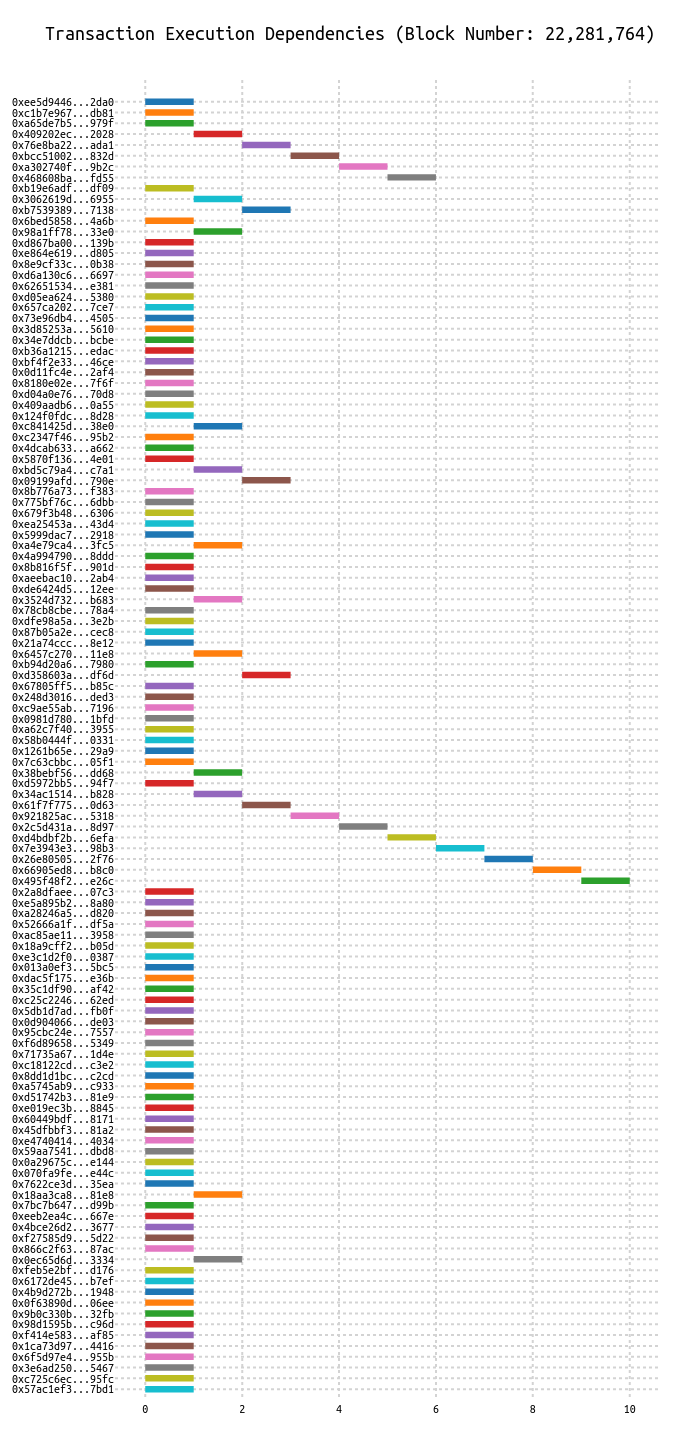 Transaction Execution Dependencies (Block Number: 22,281,764)
0xee5d9446...2da0
0xc1b7e967...db81
0xa65de7b5...979f
0x409202ec...2028
0x76e8ba22...ada1
0xbcc51002...832d
0xa302740f...9b2c
0x468608ba...fd55
0xb19e6adf...df09
0x3062619d...6955
0xb7539389...7138
0x6bed5858...4a6b
0x98a1ff78...33e0
0xd867ba00...139b
0xe864e619...d805
0x8e9cf33c...0b38
0xd6a130c6...6697
0x62651534...e381
0xd05ea624...5380
0x657ca202...7ce7
0x73e96db4...4505
0x3d85253a...5610
0x34e7ddcb...bcbe
0xb36a1215...edac
0xbf4f2e33...46ce
0x0d11fc4e...2af4
0x8180e02e...7f6f
0xd04a0e76...70d8
0x409aadb6...0a55
0x124f0fdc...8d28
0xc841425d...38e0
0xc2347f46...95b2
0x4dcab633...a662
0x5870f136...4e01
0xbd5c79a4...c7a1
0x09199afd...790e
0x8b776a73...f383
0x775bf76c...6dbb
0x679f3b48...6306
0xea25453a...43d4
0x5999dac7...2918
0xa4e79ca4...3fc5
0x4a994790...8ddd
0x8b816f5f...901d
0xaeebac10...2ab4
0xde6424d5...12ee
0x3524d732...b683
0x78cb8cbe...78a4
0xdfe98a5a...3e2b
0x87b05a2e...cec8
0x21a74ccc...8e12
0x6457c270...11e8
0xb94d20a6...7980
0xd358603a...df6d
0x67805ff5...b85c
0x248d3016...ded3
0xc9ae55ab...7196
0x0981d780...1bfd
0xa62c7f40...3955
0x58b0444f...0331
0x1261b65e...29a9
0x7c63cbbc...05f1
0x38bebf56...dd68
0xd5972bb5...94f7
0x34ac1514...b828
0x61f7f775...0d63
0x921825ac...5318
0x2c5d431a...8d97
0xd4bdbf2b...6efa
0x7e3943e3...98b3
0x26e80505...2f76
0x66905ed8...b8c0
0x495f48f2...e26c
0x2a8dfaee...07c3
0xe5a895b2...8a80
0xa28246a5...d820
0x52666a1f...df5a
0xac85ae11...3958
0x18a9cff2...b05d
0xe3c1d2f0...0387
0x013a0ef3...5bc5
0xdac5f175...e36b
0x35c1df90...af42
0xc25c2246...62ed
0x5db1d7ad...fb0f
0x0d904066...de03
0x95cbc24e...7557
0xf6d89658...5349
0x71735a67...1d4e
0xc18122cd...c3e2
0x8dd1d1bc...c2cd
0xa5745ab9...c933
0xd51742b3...81e9
0xe019ec3b...8845
0x60449bdf...8171
0x45dfbbf3...81a2
0xe4740414...4034
0x59aa7541...dbd8
0x0a29675c...e144
0x070fa9fe...e44c
0x7622ce3d...35ea
0x18aa3ca8...81e8
0x7bc7b647...d99b
0xeeb2ea4c...667e
0x4bce26d2...3677
0xf27585d9...5d22
0x866c2f63...87ac
0x0ec65d6d...3334
0xfeb5e2bf...d176
0x6172de45...b7ef
0x4b9d272b...1948
0x0f63890d...06ee
0x9b0c330b...32fb
0x98d1595b...c96d
0xf414e583...af85
0x1ca73d97...4416
0x6f5d97e4...955b
0x3e6ad250...5467
0xc725c6ec...95fc
0x57ac1ef3...7bd1
0 2 4 6 8 10